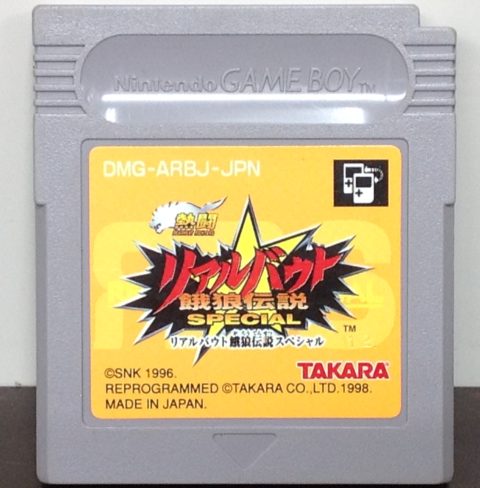 Nintendo GAME BOY™
DMG-ARBJ-JPN
熱闘
リアルバウト
餓狼伝説
SPECIAL
TM
リアルバウト餓狼伝説スペシャル
12
©SNK 1996.
REPROGRAMMED ©TAKARA CO.,LTD.1998.
MADE IN JAPAN.
TAKARA